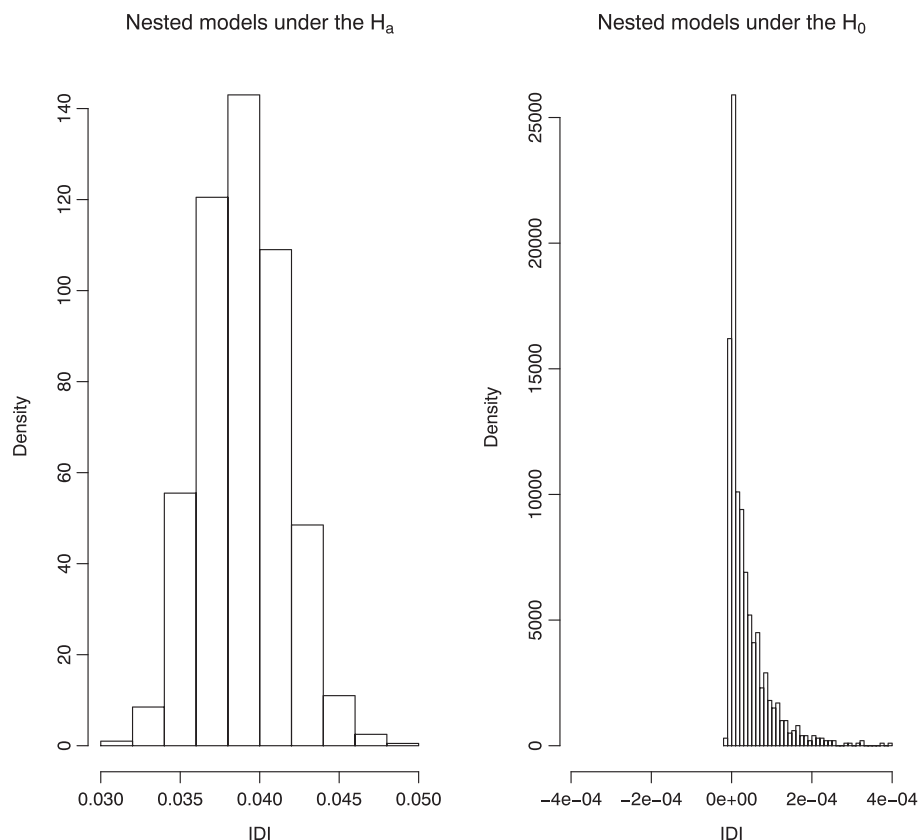 Nested models under the Hₐ
Density
0
20
40
60
80
100
120
140
0.030
0.035
0.040
0.045
0.050
IDI
Nested models under the H₀
Density
0
5000
10000
15000
20000
25000
−4e−04
−2e−04
0e+00
2e−04
4e−04
IDI